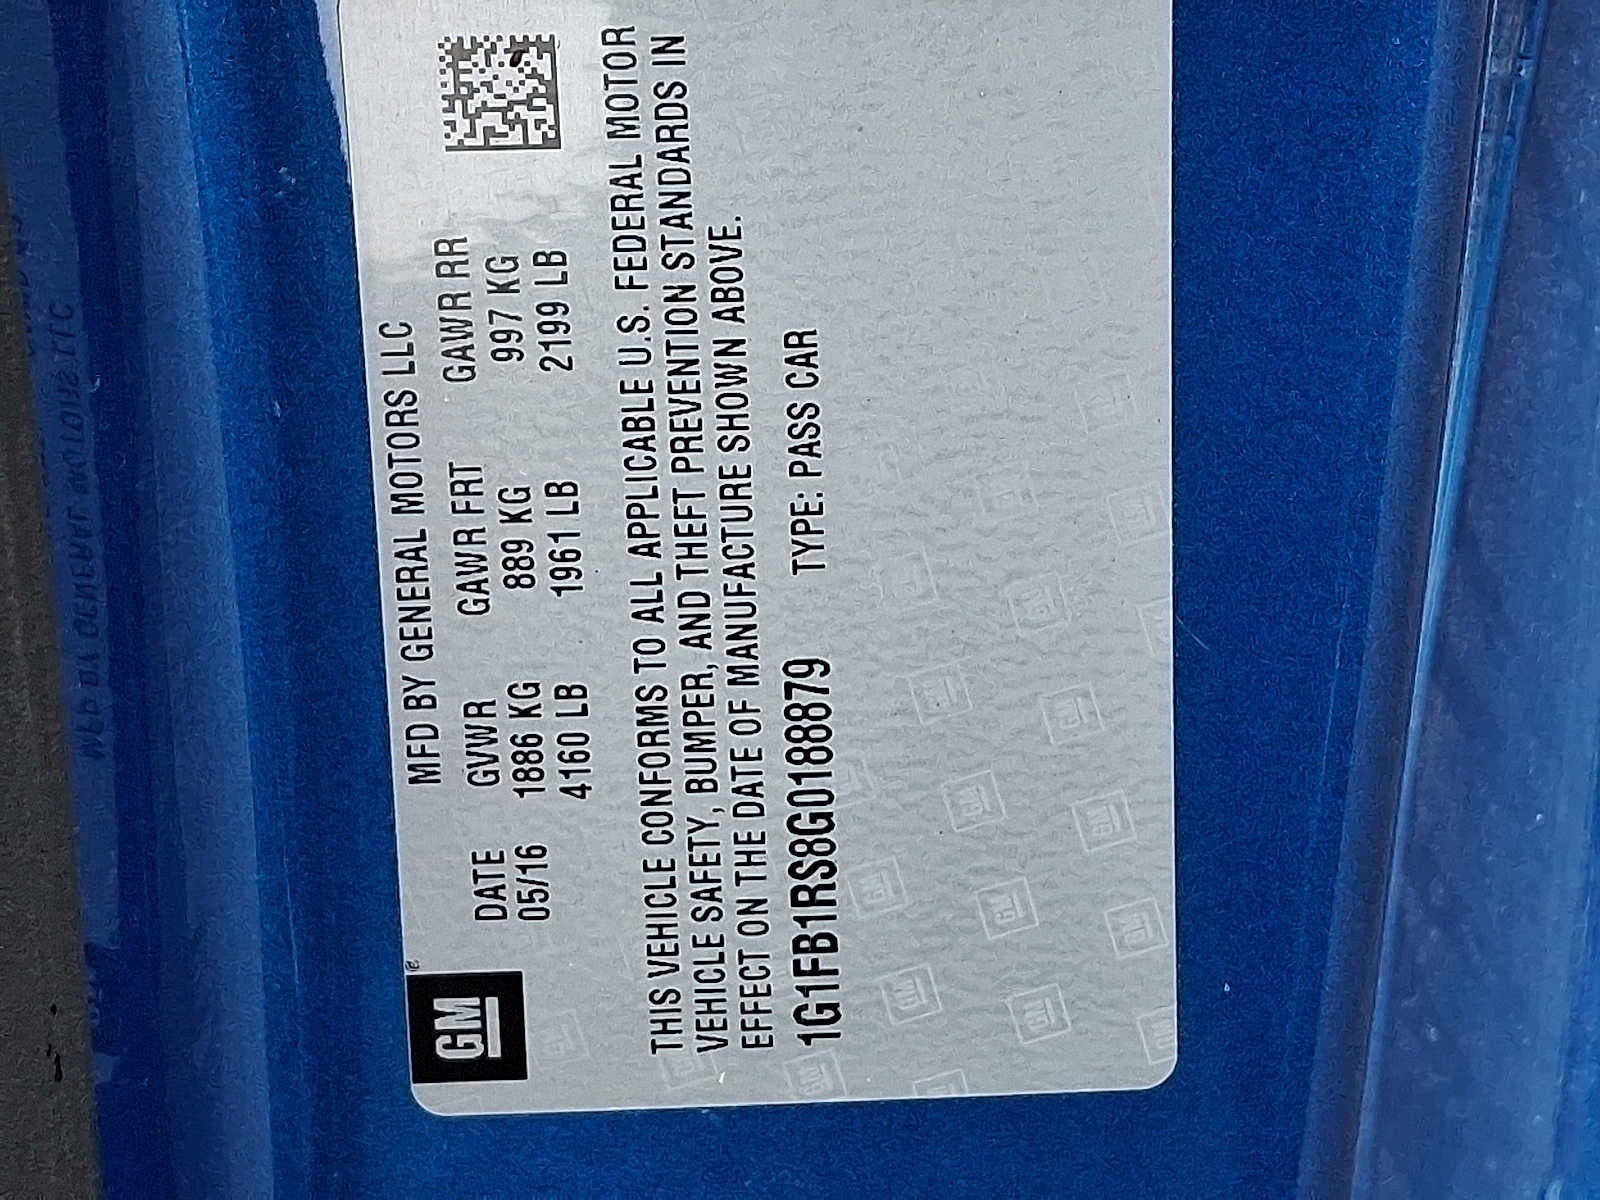 GM®
MFD BY GENERAL MOTORS LLC
DATE GVWR GAWR FRT GAWR RR
05/16 1886 KG 889 KG 997 KG
4160 LB 1961 LB 2199 LB
THIS VEHICLE CONFORMS TO ALL APPLICABLE U.S. FEDERAL MOTOR
VEHICLE SAFETY, BUMPER, AND THEFT PREVENTION STANDARDS IN
EFFECT ON THE DATE OF MANUFACTURE SHOWN ABOVE.
1G1FB1RS8G0188879 TYPE: PASS CAR